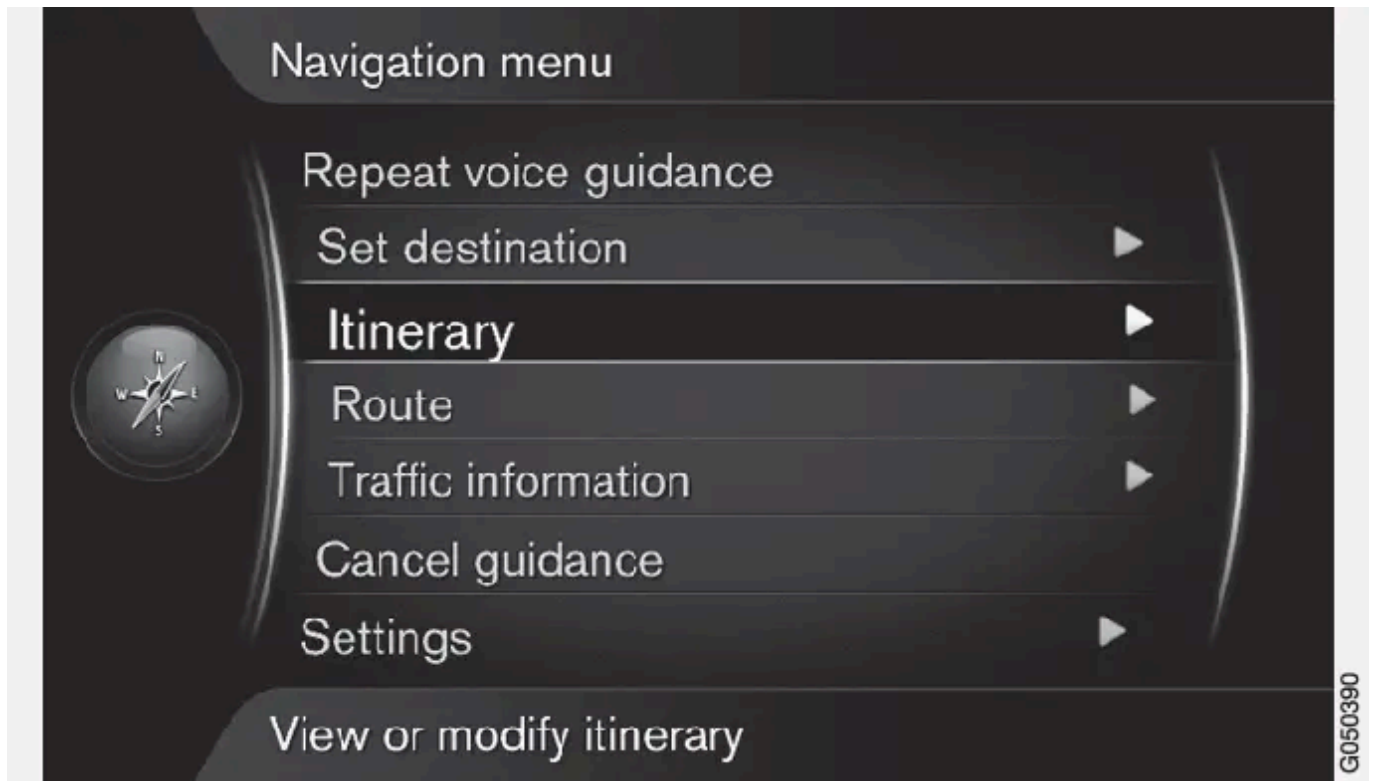 Navigation menu
Repeat voice guidance
Set destination
Itinerary
Route
Traffic information
Cancel guidance
Settings
View or modify itinerary
N
W
E
S
G050390